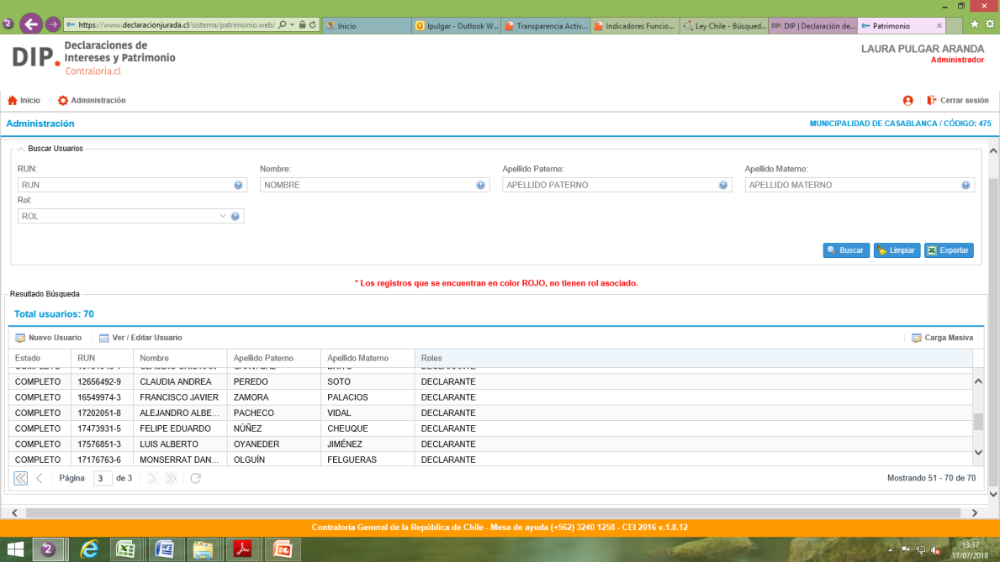 https://www.declaracionjurada.cl/sistema/patrimonio.web/
Inicio
lpulgar - Outlook W...
Transparencia Activ...
Indicadores Funcio...
Ley Chile - Búsqued...
DIP. DIP | Declaración de...
Patrimonio
DIP. Declaraciones de
Intereses y Patrimonio
Contraloria.cl
LAURA PULGAR ARANDA
Administrador
Inicio Administración Cerrar sesión
Administración MUNICIPALIDAD DE CASABLANCA / CÓDIGO: 475
Buscar Usuarios
RUN: Nombre: Apellido Paterno: Apellido Materno:
RUN NOMBRE APELLIDO PATERNO APELLIDO MATERNO
Rol:
ROL
Buscar Limpiar Exportar
* Los registros que se encuentran en color ROJO, no tienen rol asociado.
Resultado Búsqueda
Total usuarios: 70
Nuevo Usuario Ver / Editar Usuario Carga Masiva
Estado RUN Nombre Apellido Paterno Apellido Materno Roles
COMPLETO 12656492-9 CLAUDIA ANDREA PEREDO SOTO DECLARANTE
COMPLETO 16549974-3 FRANCISCO JAVIER ZAMORA PALACIOS DECLARANTE
COMPLETO 17202051-8 ALEJANDRO ALBE... PACHECO VIDAL DECLARANTE
COMPLETO 17473931-5 FELIPE EDUARDO NÚÑEZ CHEUQUE DECLARANTE
COMPLETO 17576851-3 LUIS ALBERTO OYANEDER JIMÉNEZ DECLARANTE
COMPLETO 17176763-6 MONSERRAT DAN... OLGUÍN FELGUERAS DECLARANTE
Página 3 de 3 Mostrando 51 - 70 de 70
Contraloría General de la República de Chile - Mesa de ayuda (+562) 3240 1258 - CEI 2016 v.1.8.12
13:37
17/07/2018